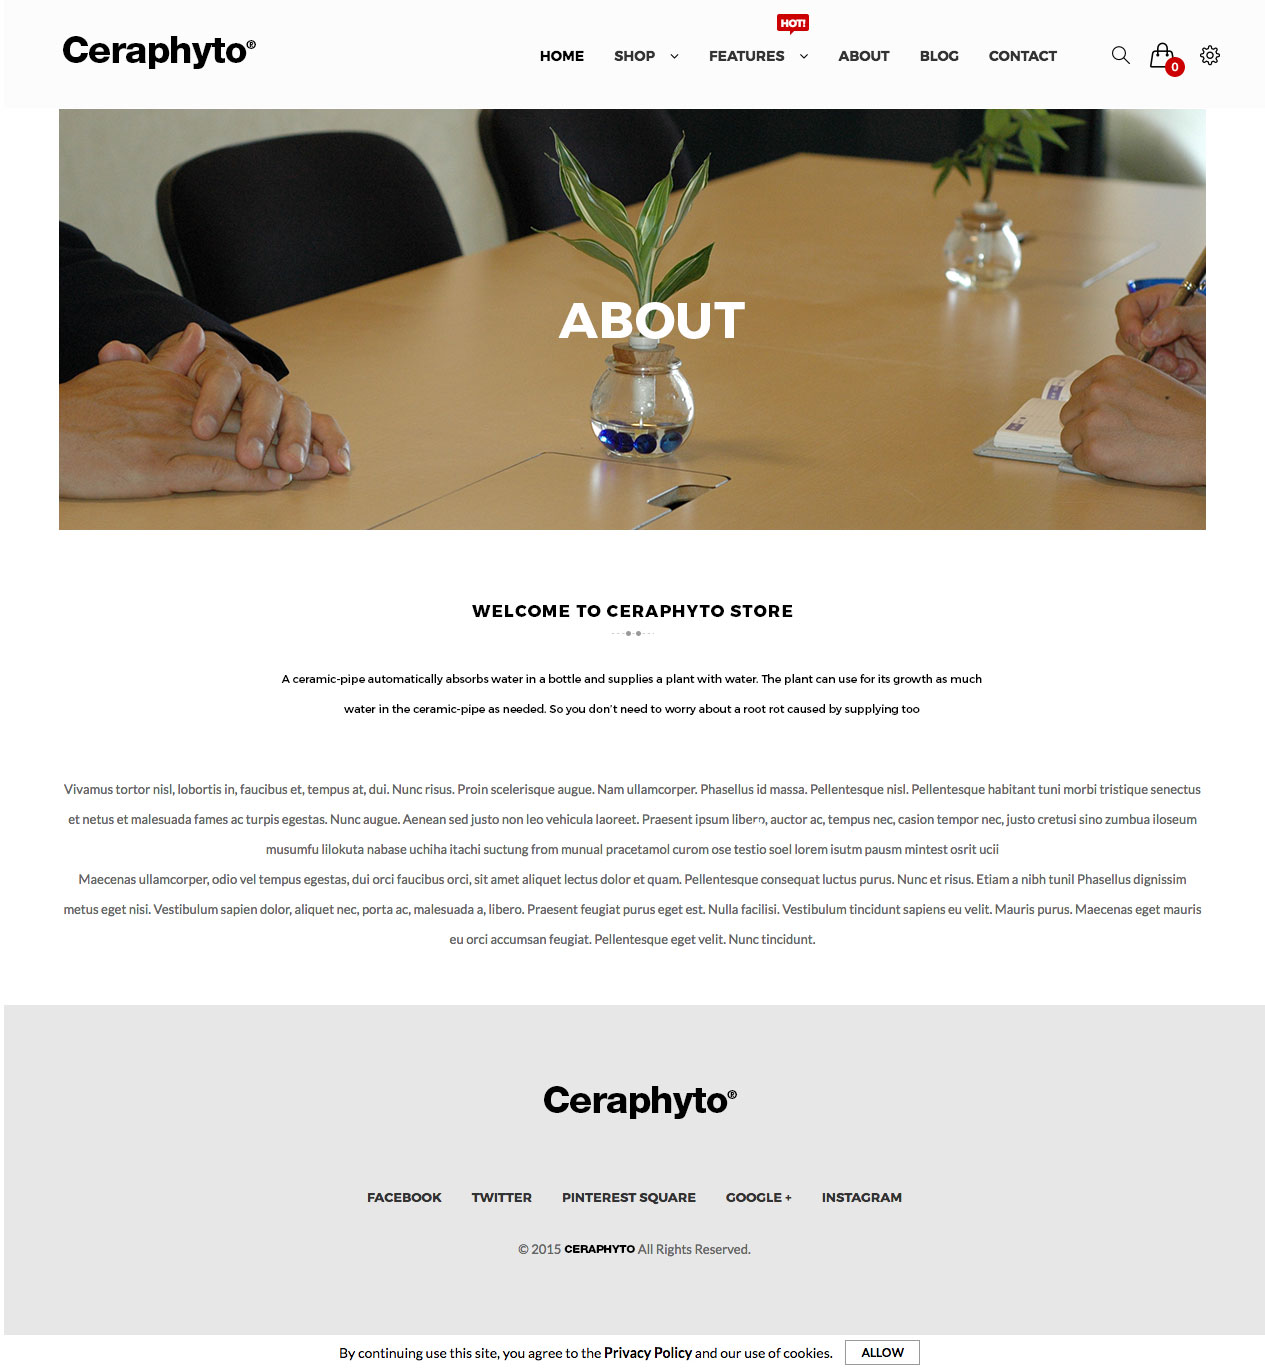 Ceraphyto®
HOT!
HOME SHOP FEATURES ABOUT BLOG CONTACT
0
ABOUT
WELCOME TO CERAPHYTO STORE
A ceramic-pipe automatically absorbs water in a bottle and supplies a plant with water. The plant can use for its growth as much
water in the ceramic-pipe as needed. So you don't need to worry about a root rot caused by supplying too
Vivamus tortor nisl, lobortis in, faucibus et, tempus at, dui. Nunc risus. Proin scelerisque augue. Nam ullamcorper. Phasellus id massa. Pellentesque nisl. Pellentesque habitant tuni morbi tristique senectus
et netus et malesuada fames ac turpis egestas. Nunc augue. Aenean sed justo non leo vehicula laoreet. Praesent ipsum libero, auctor ac, tempus nec, casion tempor nec, justo cretusi sino zumbua iloseum
musumfu lilokuta nabase uchiha itachi suctung from munual pracetamol curom ose testio soel lorem isutm pausm mintest osrit ucii
Maecenas ullamcorper, odio vel tempus egestas, dui orci faucibus orci, sit amet aliquet lectus dolor et quam. Pellentesque consequat luctus purus. Nunc et risus. Etiam a nibh tunil Phasellus dignissim
metus eget nisi. Vestibulum sapien dolor, aliquet nec, porta ac, malesuada a, libero. Praesent feugiat purus eget est. Nulla facilisi. Vestibulum tincidunt sapiens eu velit. Mauris purus. Maecenas eget mauris
eu orci accumsan feugiat. Pellentesque eget velit. Nunc tincidunt.
Ceraphyto®
FACEBOOK TWITTER PINTEREST SQUARE GOOGLE + INSTAGRAM
© 2015 CERAPHYTO All Rights Reserved.
By continuing use this site, you agree to the Privacy Policy and our use of cookies. ALLOW